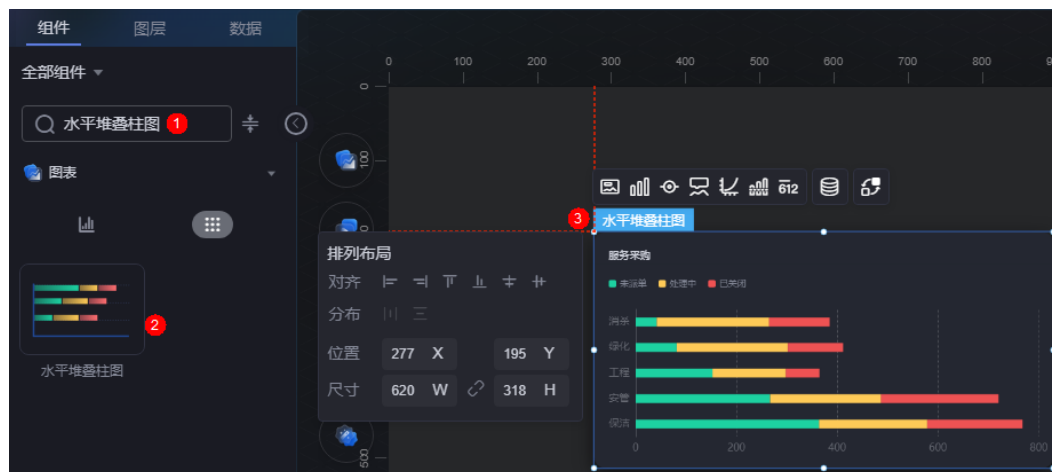 组件 图层 数据
全部组件
水平堆叠柱图 1
图表
2
水平堆叠柱图
0 100 200 300 400 500 600 700 800 9
0
100
0
500
612
3 水平堆叠柱图
排列布局
对齐
分布
位置 277 X 195 Y
尺寸 620 W 318 H
服务采购
未派单 处理中 已关闭
消杀
绿化
工程
安管
保洁
0 200 400 600 800